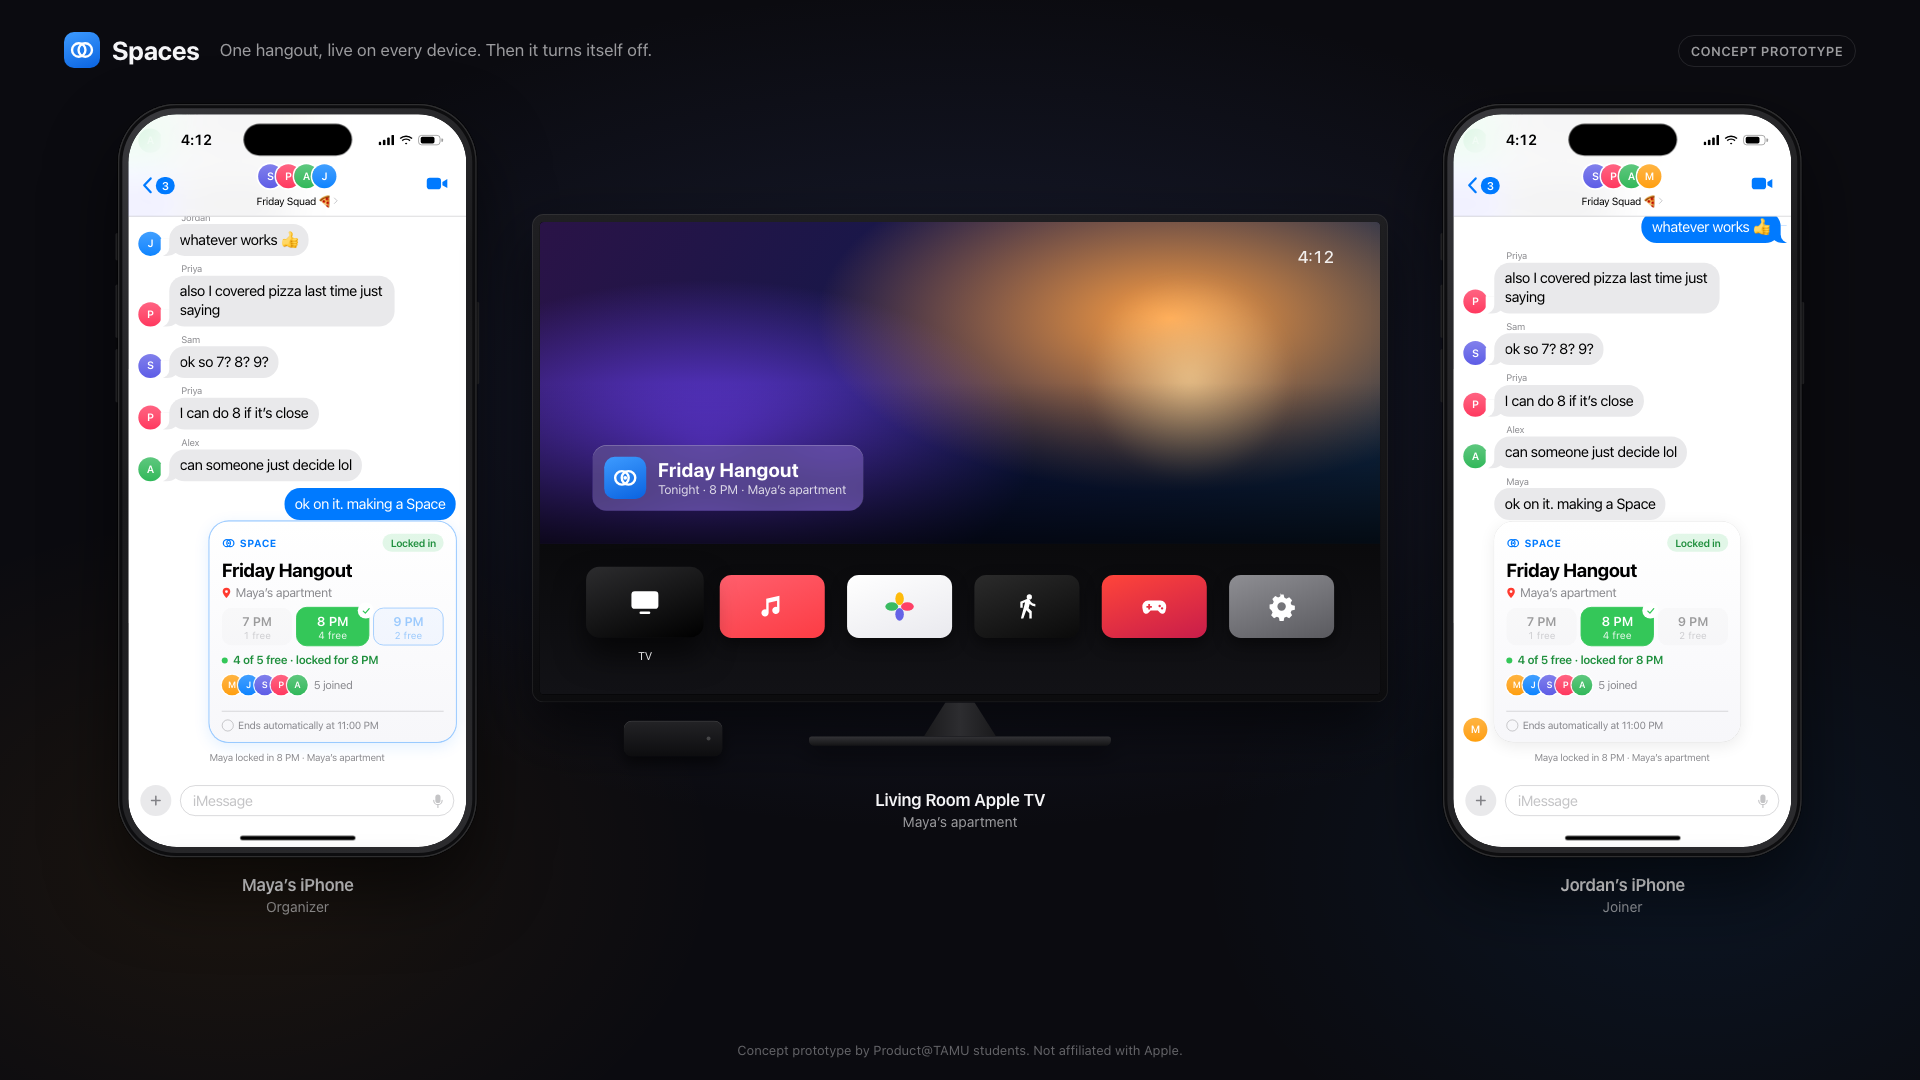 Spaces
One hangout, live on every device. Then it turns itself off.
CONCEPT PROTOTYPE
4:12
3
S P A J
Friday Squad 🍕
Jordan
J
whatever works 👍
Priya
also I covered pizza last time just
saying
P
Sam
S
ok so 7? 8? 9?
Priya
P
I can do 8 if it’s close
Alex
A
can someone just decide lol
ok on it. making a Space
SPACE
Locked in
Friday Hangout
Maya’s apartment
7 PM
1 free
8 PM
4 free
9 PM
2 free
4 of 5 free · locked for 8 PM
M J S P A
5 joined
Ends automatically at 11:00 PM
Maya locked in 8 PM · Maya’s apartment
iMessage
Maya’s iPhone
Organizer
4:12
Friday Hangout
Tonight · 8 PM · Maya’s apartment
TV
Living Room Apple TV
Maya’s apartment
4:12
3
S P A M
Friday Squad 🍕
whatever works 👍
Priya
also I covered pizza last time just
saying
P
Sam
S
ok so 7? 8? 9?
Priya
P
I can do 8 if it’s close
Alex
A
can someone just decide lol
Maya
ok on it. making a Space
SPACE
Locked in
Friday Hangout
Maya’s apartment
7 PM
1 free
8 PM
4 free
9 PM
2 free
4 of 5 free · locked for 8 PM
M J S P A
5 joined
Ends automatically at 11:00 PM
M
Maya locked in 8 PM · Maya’s apartment
iMessage
Jordan’s iPhone
Joiner
Concept prototype by Product@TAMU students. Not affiliated with Apple.